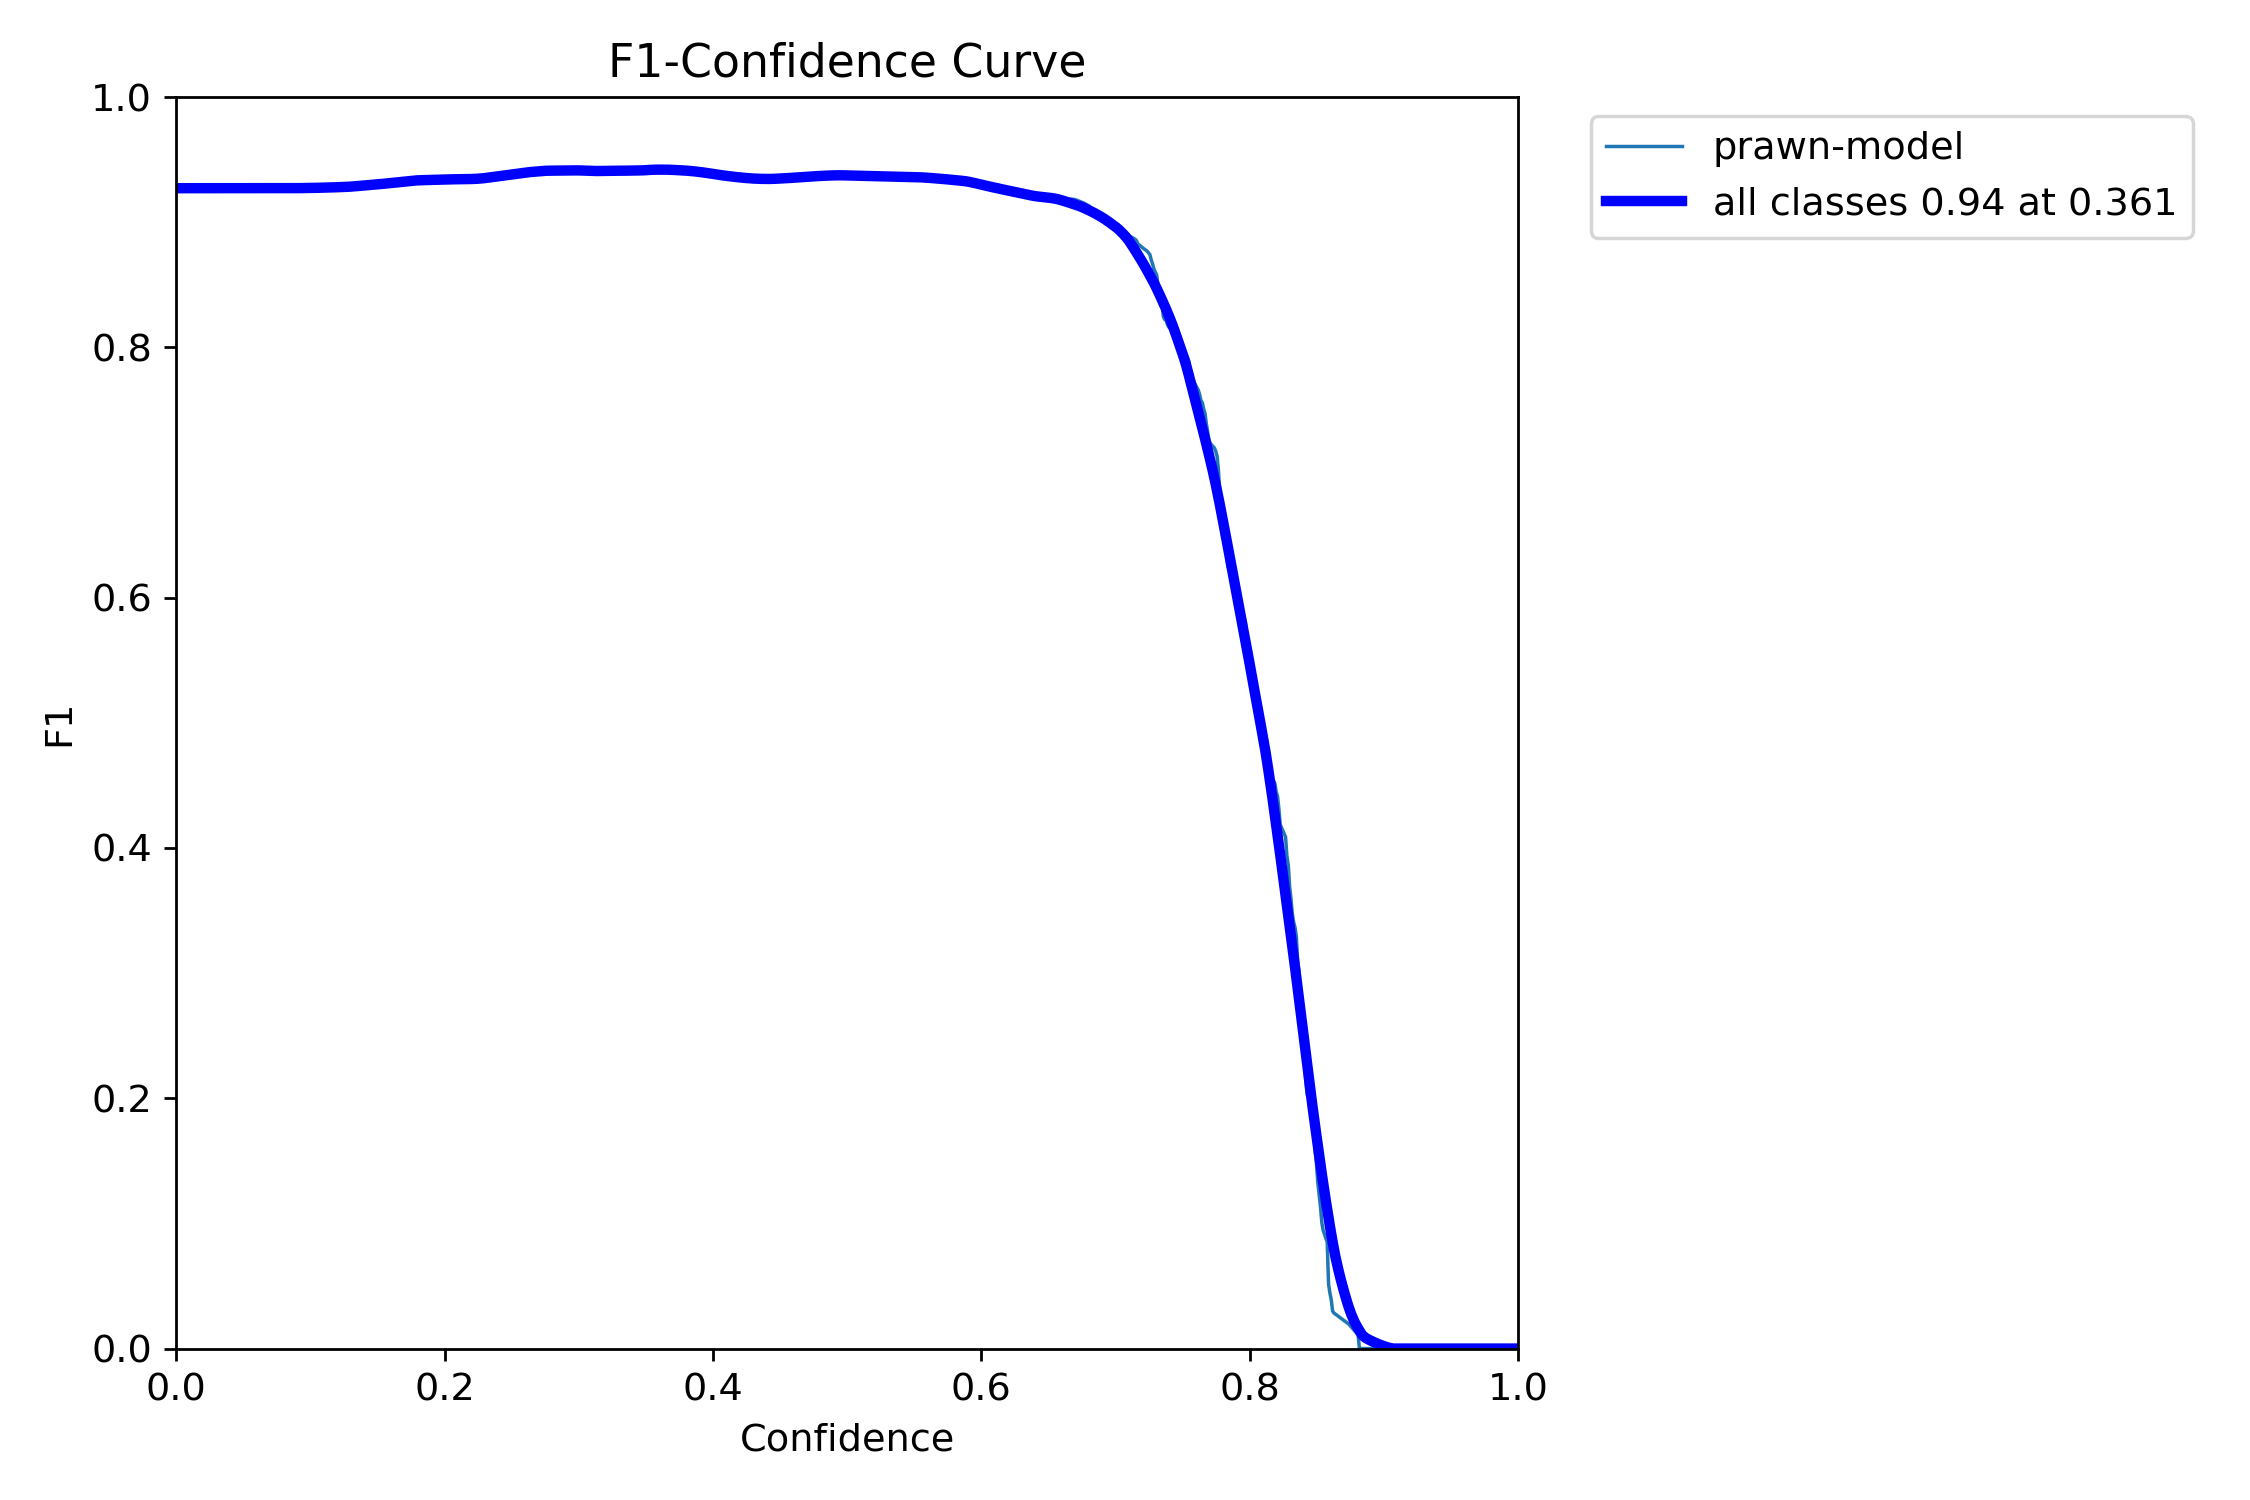 F1-Confidence Curve
1.0
0.8
0.6
0.4
0.2
0.0
F1
0.0 0.2 0.4 0.6 0.8 1.0
Confidence
prawn-model
all classes 0.94 at 0.361